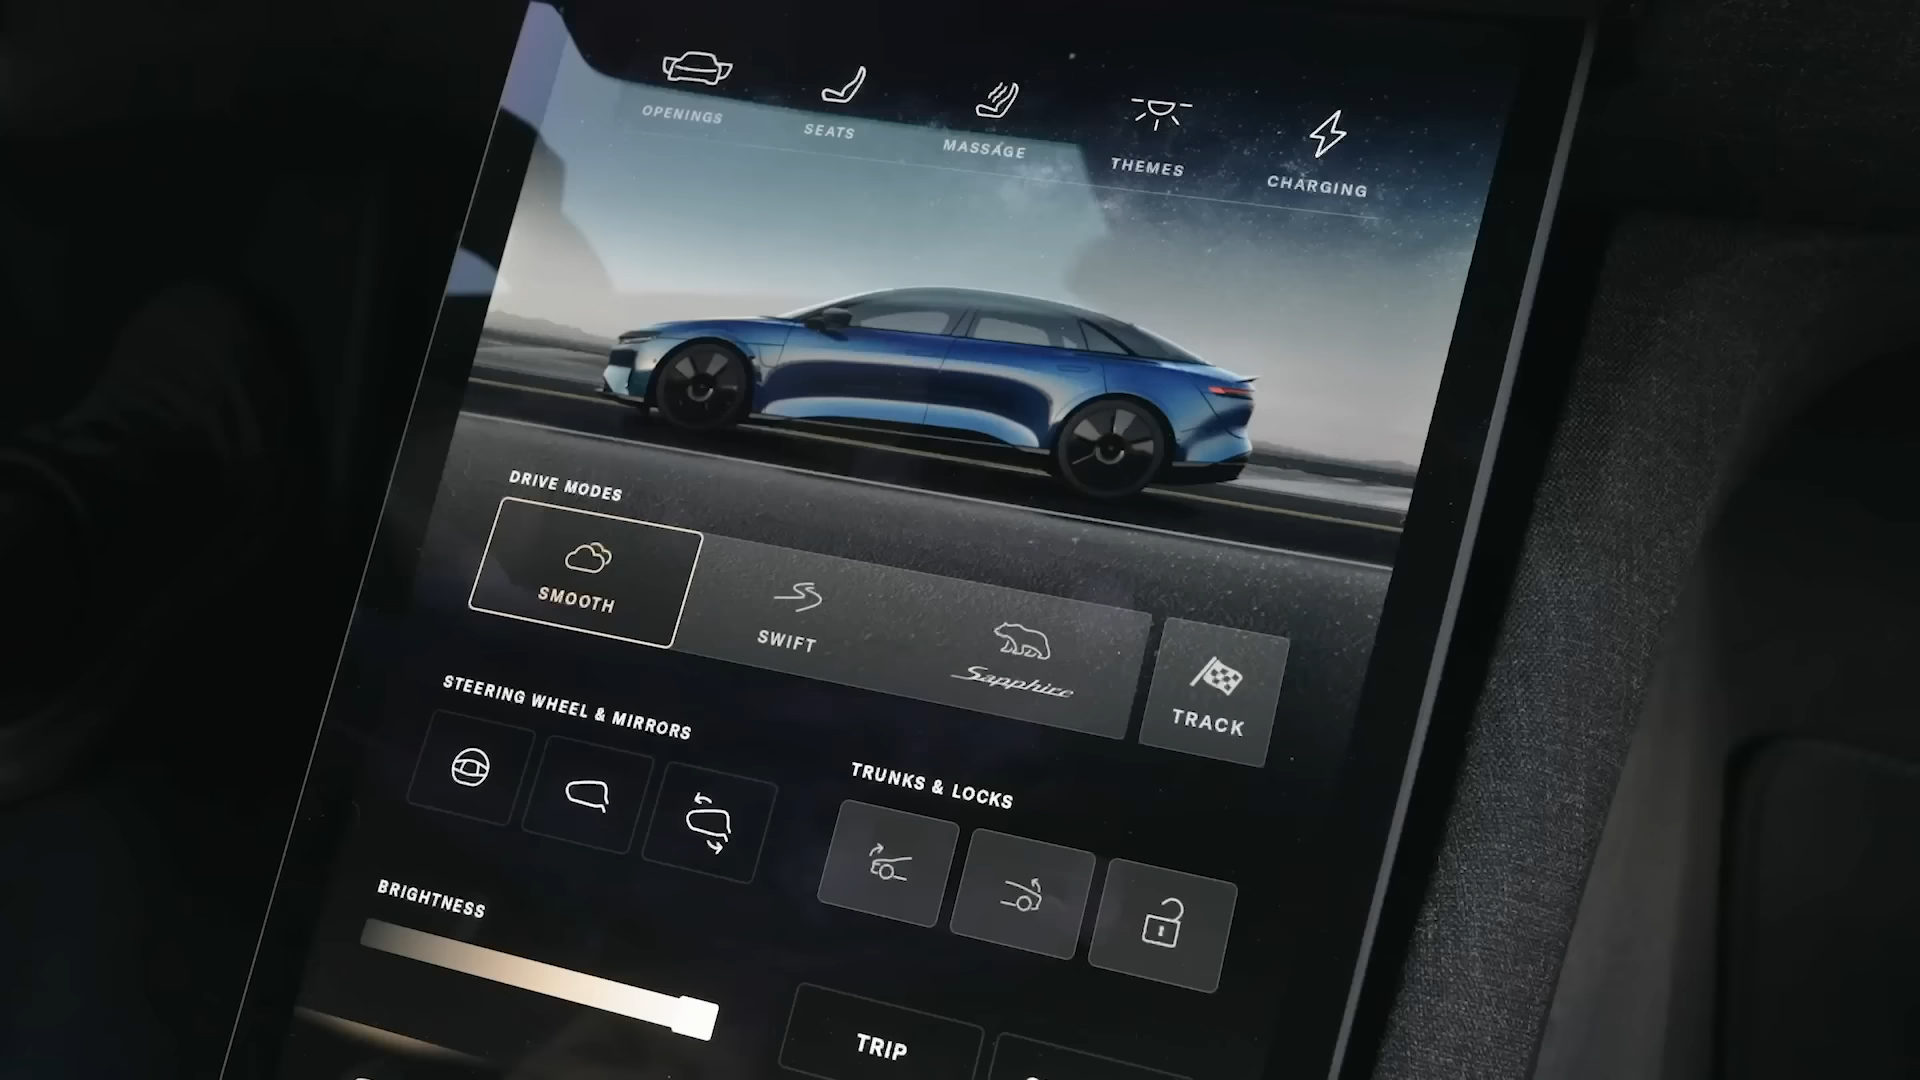 OPENINGS
SEATS
MASSAGE
THEMES
CHARGING
DRIVE MODES
SMOOTH
SWIFT
Sapphire
TRACK
STEERING WHEEL & MIRRORS
TRUNKS & LOCKS
BRIGHTNESS
TRIP